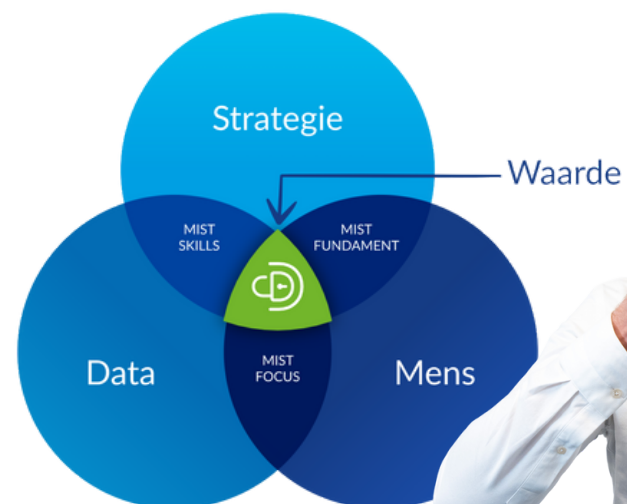 Strategie
Waarde
MIST
SKILLS
MIST
FUNDAMENT
Data
MIST
FOCUS
Mens